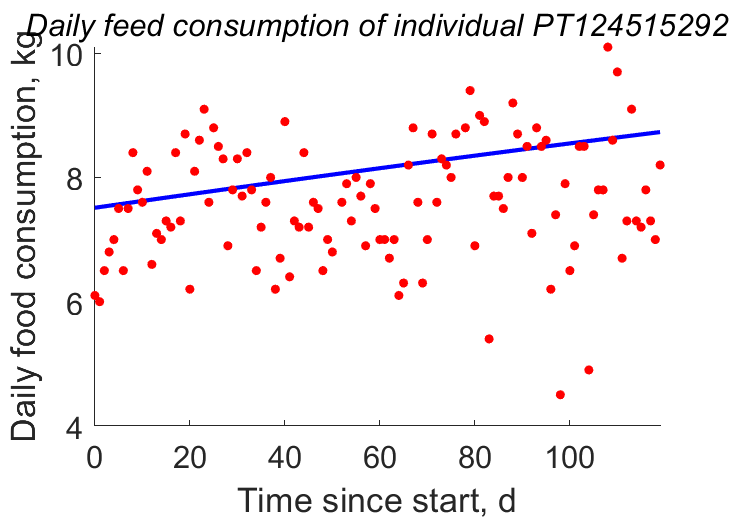 Daily feed consumption of individual PT124515292
Daily food consumption, kg
10
8
6
4
0 20 40 60 80 100
Time since start, d